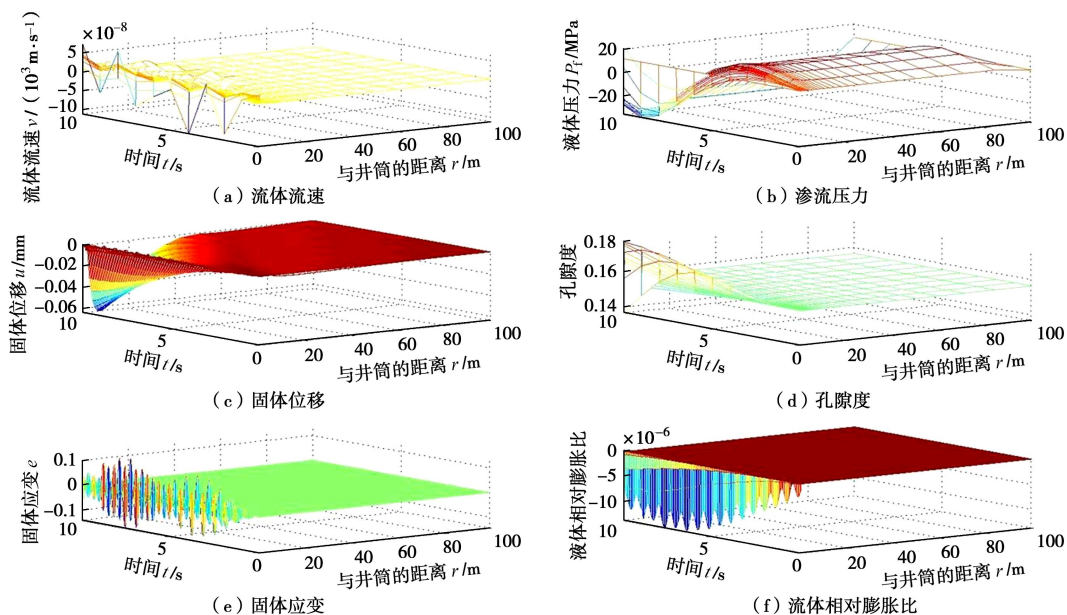 ×10⁻⁸
流体流速 v/(10³ m·s⁻¹)
5
0
-5
-10
10
5
0
时间 t/s
20
40
60
80
100
与井筒的距离 r/m
(a)流体流速
液体压力 Pf/MPa
20
0
-20
10
5
0
时间 t/s
20
40
60
80
100
与井筒的距离 r/m
(b)渗流压力
固体位移 u/mm
0
-0.02
-0.04
-0.06
10
5
0
时间 t/s
20
40
60
80
100
与井筒的距离 r/m
(c)固体位移
孔隙度
0.18
0.16
0.14
10
5
0
时间 t/s
20
40
60
80
100
与井筒的距离 r/m
(d)孔隙度
固体应变 e
0.1
0
-0.1
10
5
0
时间 t/s
20
40
60
80
100
与井筒的距离 r/m
(e)固体应变
液体相对膨胀比
×10⁻⁶
0
-5
-10
10
5
0
时间 t/s
20
40
60
80
100
与井筒的距离 r/m
(f)流体相对膨胀比